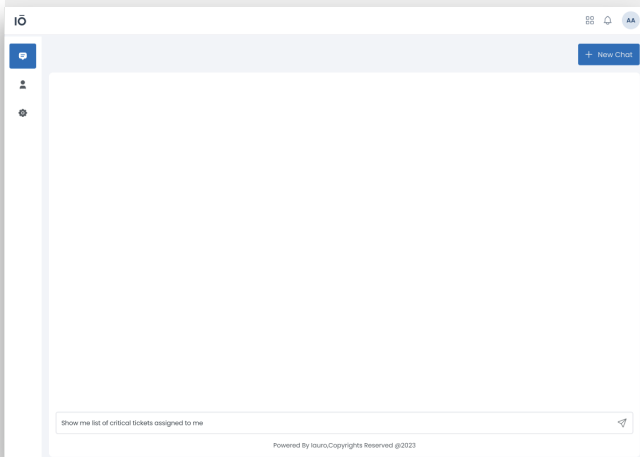 IŌ
AA
New Chat
Show me list of critical tickets assigned to me
Powered By Iauro,Copyrights Reserved @2023